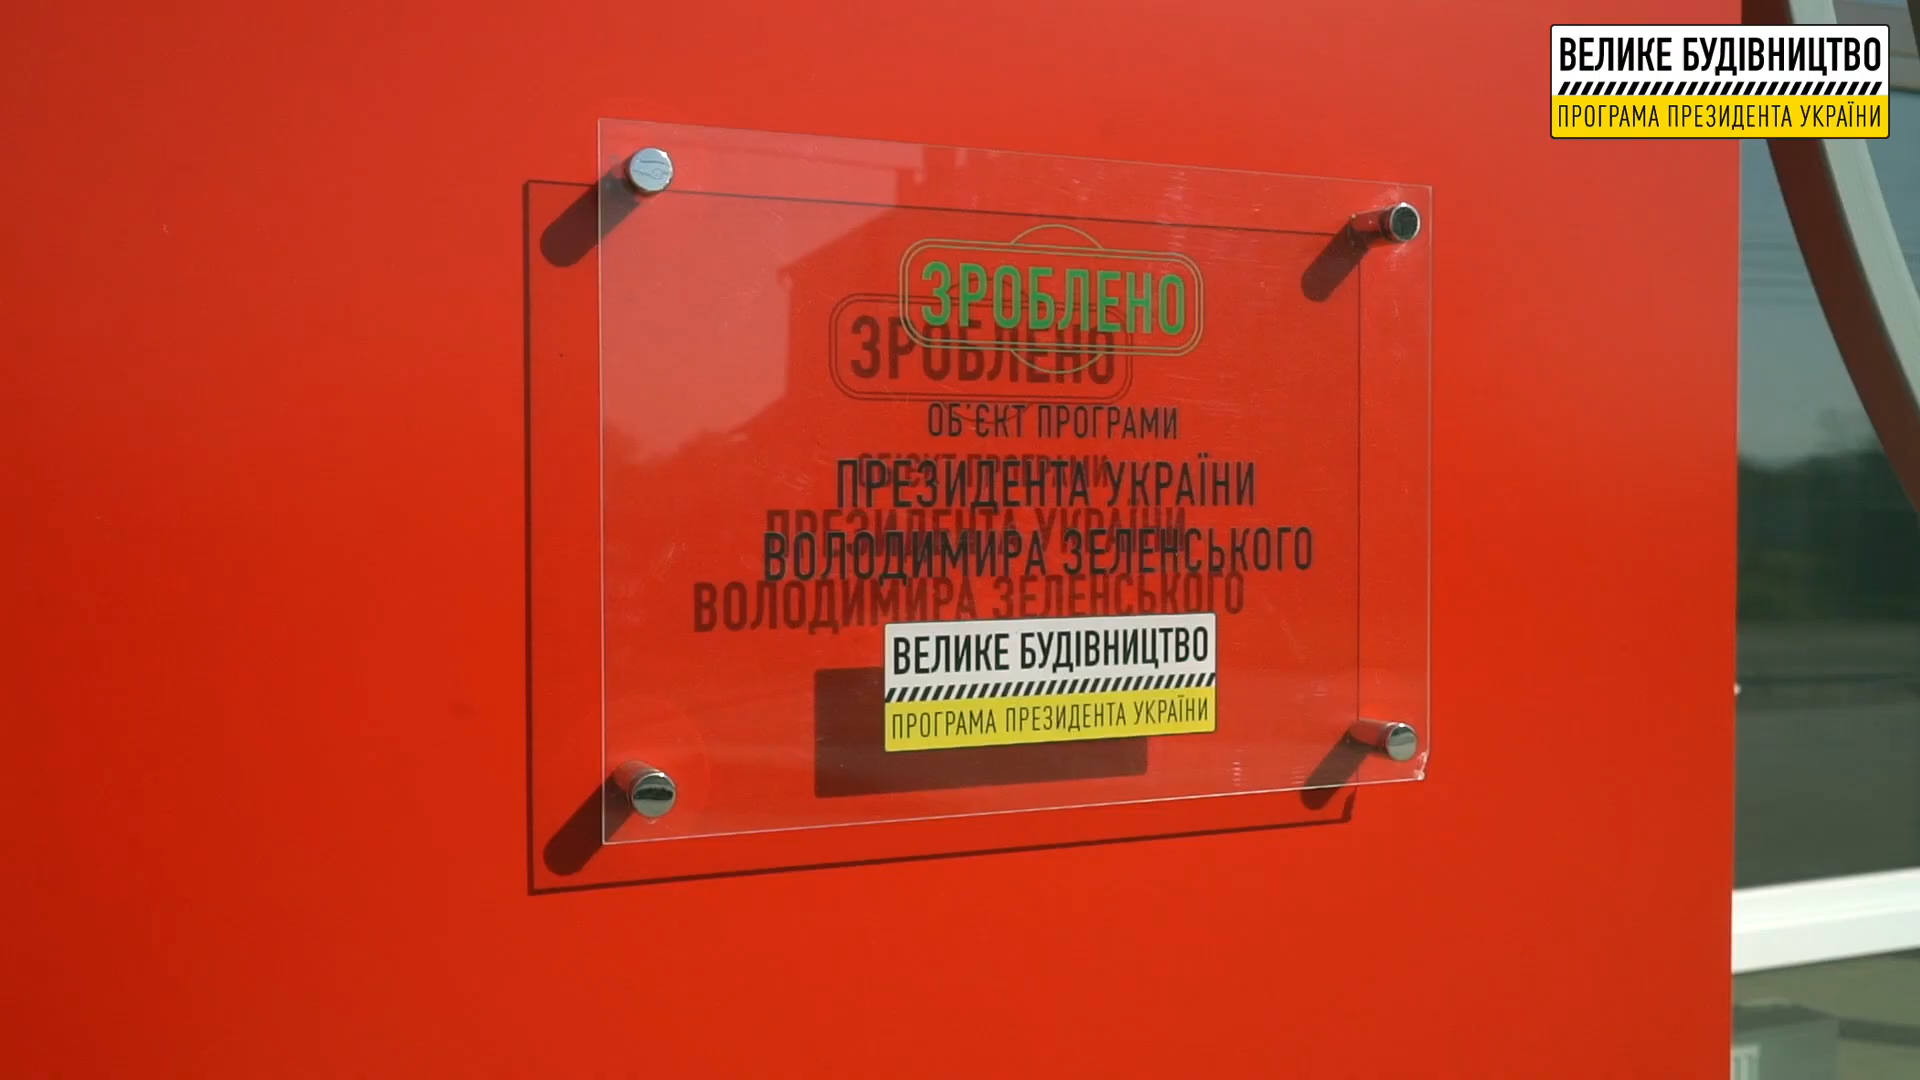 ВЕЛИКЕ БУДІВНИЦТВО
ПРОГРАМА ПРЕЗИДЕНТА УКРАЇНИ
ЗРОБЛЕНО
ОБ'ЄКТ ПРОГРАМИ
ПРЕЗИДЕНТА УКРАЇНИ
ВОЛОДИМИРА ЗЕЛЕНСЬКОГО
ВЕЛИКЕ БУДІВНИЦТВО
ПРОГРАМА ПРЕЗИДЕНТА УКРАЇНИ